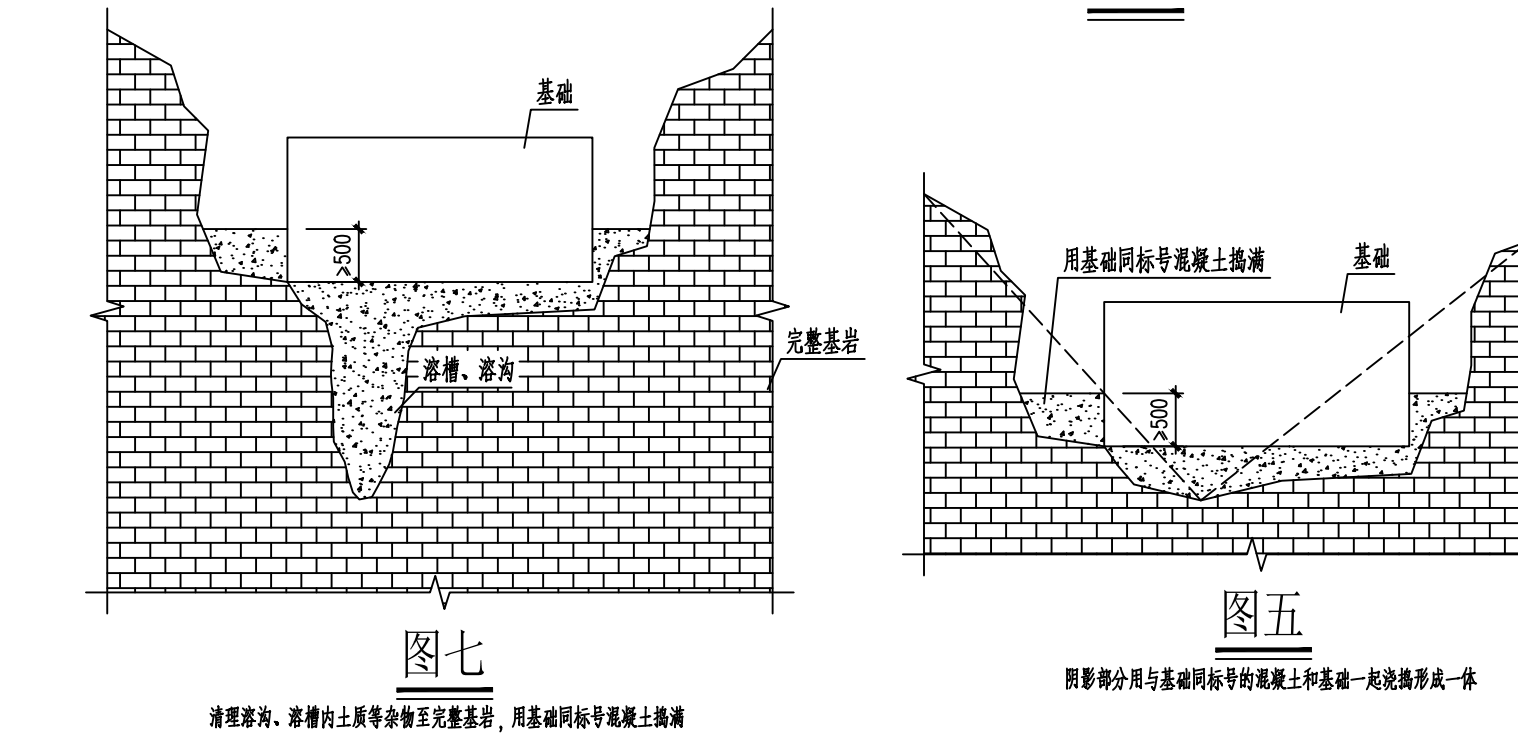 基础
≥500
溶槽、溶沟
完整基岩
图七
清理溶沟、溶槽内土质等杂物至完整基岩，用基础同标号混凝土捣满
用基础同标号混凝土捣满
基础
≥500
图五
阴影部分用与基础同标号的混凝土和基础一起浇捣形成一体